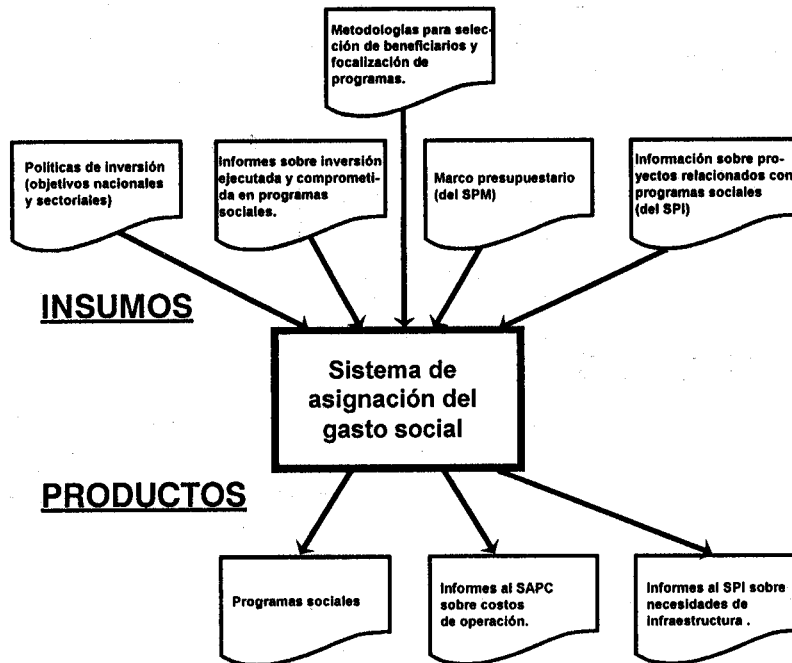 Metodologías para selec-
ción de beneficiarios y
focalización de
programas.
Políticas de inversión
(objetivos nacionales
y sectoriales)
Informes sobre inversión
ejecutada y comprometi-
da en programas
sociales.
Marco presupuestario
(del SPM)
Información sobre pro-
yectos relacionados con
programas sociales
(del SPI)
INSUMOS
Sistema de
asignación del
gasto social
PRODUCTOS
Programas sociales
Informes al SAPC
sobre costos
de operación.
Informes al SPI sobre
necesidades de
infraestructura .